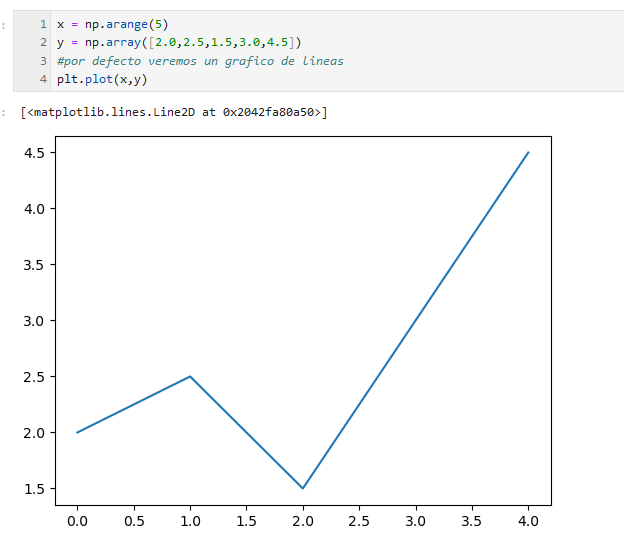 :
1 x = np.arange(5)
2 y = np.array([2.0,2.5,1.5,3.0,4.5])
3 #por defecto veremos un grafico de lineas
4 plt.plot(x,y)
: [<matplotlib.lines.Line2D at 0x2042fa80a50>]
4.5
4.0
3.5
3.0
2.5
2.0
1.5
0.0 0.5 1.0 1.5 2.0 2.5 3.0 3.5 4.0